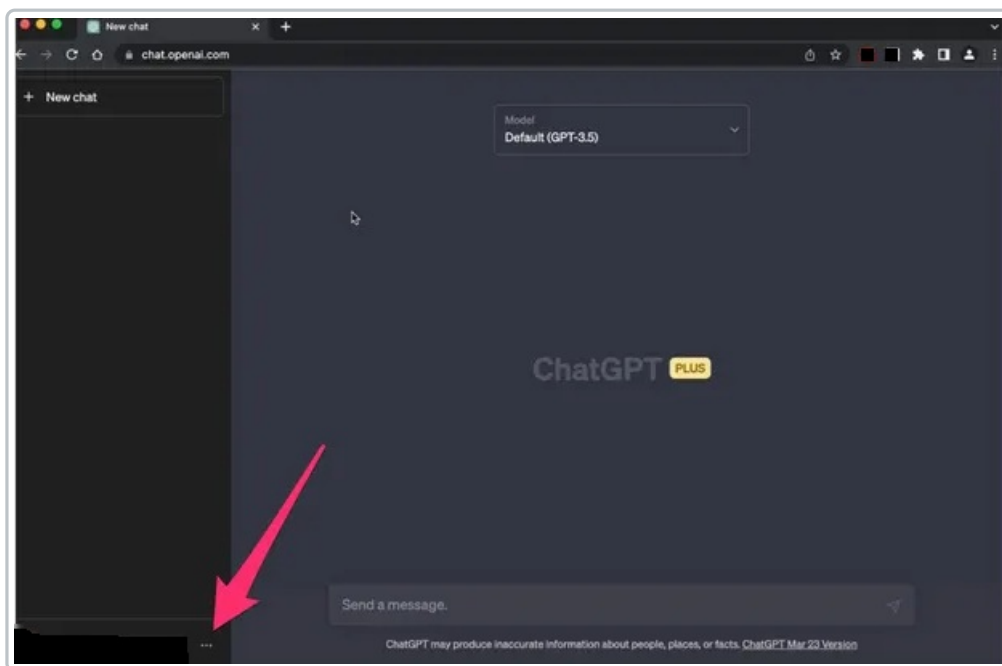 New chat
chat.openai.com
+ New chat
Model
Default (GPT-3.5)
ChatGPT PLUS
Send a message.
ChatGPT may produce inaccurate information about people, places, or facts. ChatGPT Mar 23 Version